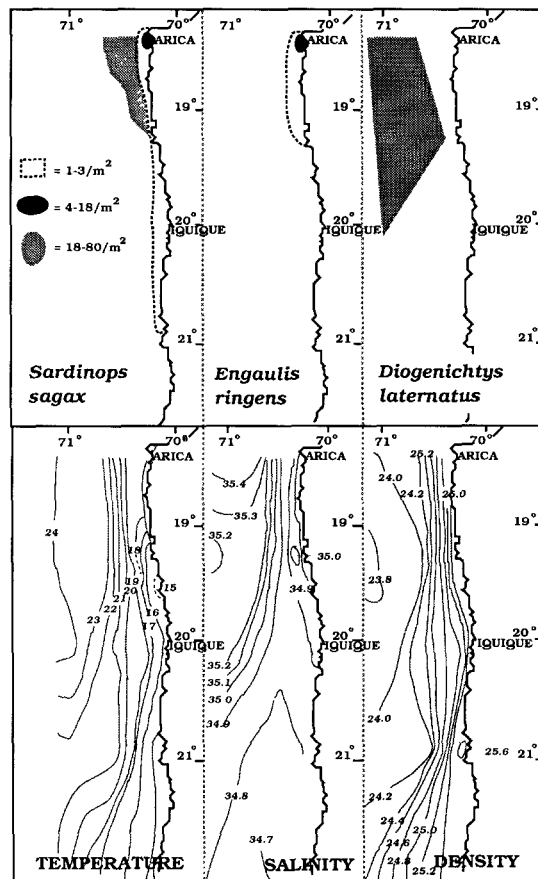 71° 70°
ARICA
19°
= 1-3/m²
= 4-18/m²
= 18-80/m²
20°
IQUIQUE
21°
Sardinops
sagax
71° 70°
ARICA
19°
20°
IQUIQUE
21°
Engaulis
ringens
71° 70°
ARICA
19°
20°
IQUIQUE
21°
Diogenichtys
laternatus
71° 70°
ARICA
24
19°
18
19
20
21
22
23
15
16
17
20°
IQUIQUE
21°
TEMPERATURE
71° 70°
ARICA
35.4
35.3
35.2
19°
35.0
34.9
20°
IQUIQUE
35.2
35.1
35.0
34.9
21°
34.8
34.7
SALINITY
71° 70°
25.2
ARICA
24.0
24.2
25.0
19°
23.8
20°
IQUIQUE
24.0
21°
25.6
24.2
24.4
24.6
24.8
25.0
25.2
DENSITY